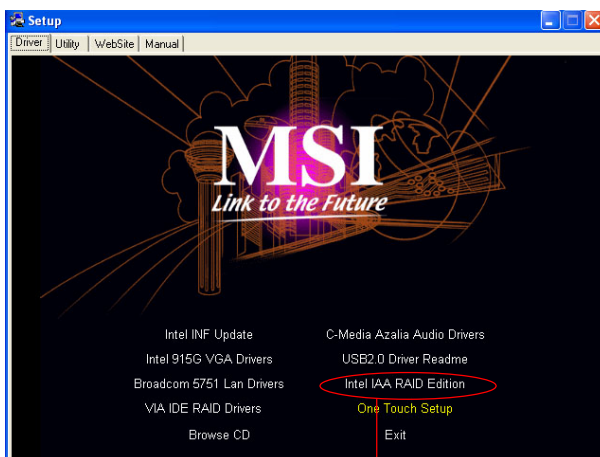 Setup
Driver Utility WebSite Manual
MSI
Link to the Future
Intel INF Update C-Media Azalia Audio Drivers
Intel 915G VGA Drivers USB2.0 Driver Readme
Broadcom 5751 Lan Drivers Intel IAA RAID Edition
VIA IDE RAID Drivers One Touch Setup
Browse CD Exit